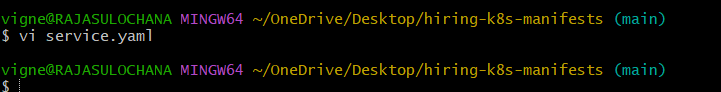 vigne@RAJASULOCHANA MINGW64 ~/OneDrive/Desktop/hiring-k8s-manifests (main)
$ vi service.yaml
vigne@RAJASULOCHANA MINGW64 ~/OneDrive/Desktop/hiring-k8s-manifests (main)
$